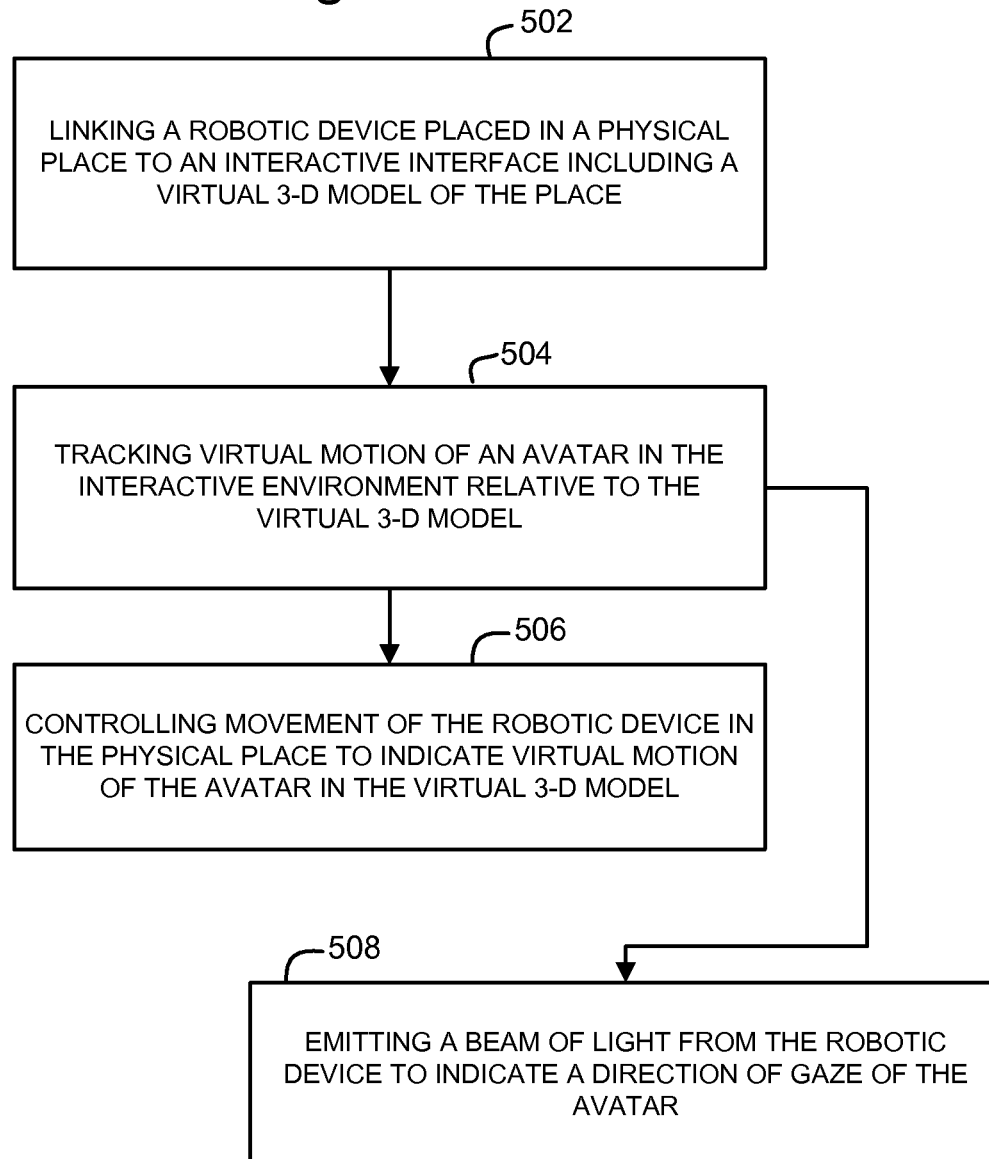 502
LINKING A ROBOTIC DEVICE PLACED IN A PHYSICAL
PLACE TO AN INTERACTIVE INTERFACE INCLUDING A
VIRTUAL 3-D MODEL OF THE PLACE
504
TRACKING VIRTUAL MOTION OF AN AVATAR IN THE
INTERACTIVE ENVIRONMENT RELATIVE TO THE
VIRTUAL 3-D MODEL
506
CONTROLLING MOVEMENT OF THE ROBOTIC DEVICE IN
THE PHYSICAL PLACE TO INDICATE VIRTUAL MOTION
OF THE AVATAR IN THE VIRTUAL 3-D MODEL
508
EMITTING A BEAM OF LIGHT FROM THE ROBOTIC
DEVICE TO INDICATE A DIRECTION OF GAZE OF THE
AVATAR